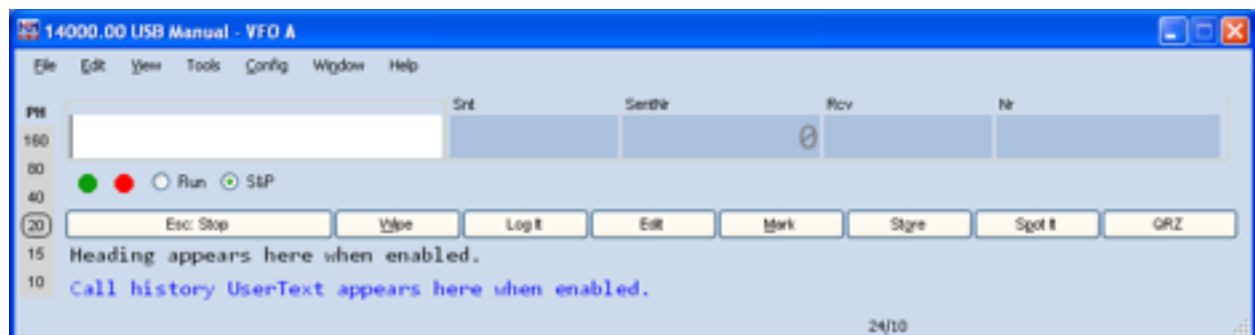 14000.00 USB Manual - VFO A
File Edit View Tools Config Window Help
Snt SentNr Rcv Nr
PH
0
160
80
Run S&P
40
20 Esc: Stop Wipe Log It Edit Mark Store Spot It QRZ
15 Heading appears here when enabled.
10 Call history UserText appears here when enabled.
24/10